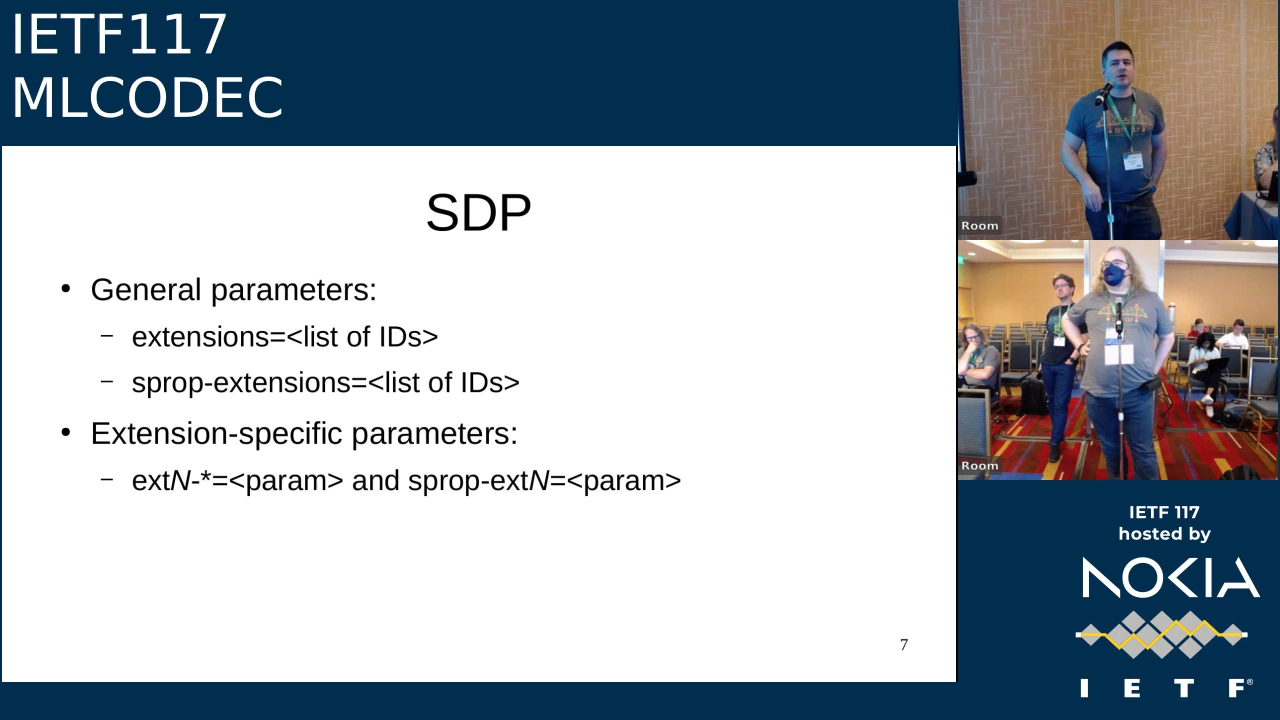 IETF117
MLCODEC
SDP
• General parameters:
– extensions=<list of IDs>
– sprop-extensions=<list of IDs>
• Extension-specific parameters:
– extN-*=<param> and sprop-extN=<param>
7
Room
Room
IETF 117
hosted by
NOKIA
IETF®